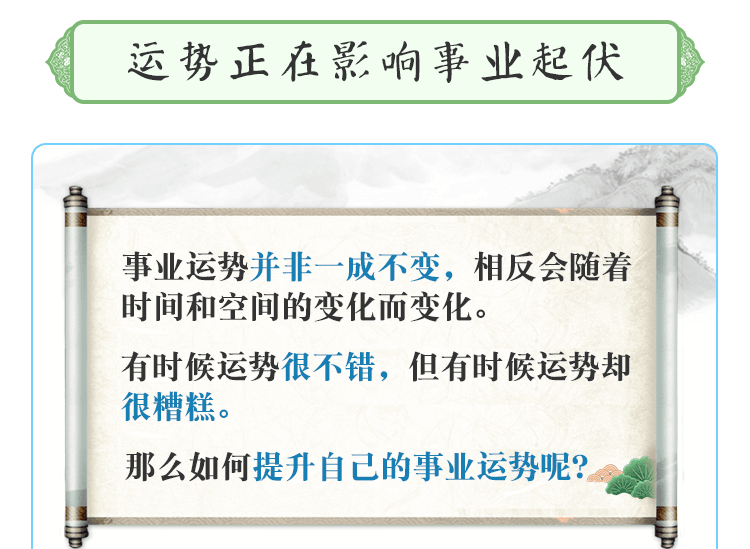 运势正在影响事业起伏
事业运势并非一成不变，相反会随着
时间和空间的变化而变化。
有时候运势很不错，但有时候运势却
很糟糕。
那么如何提升自己的事业运势呢？